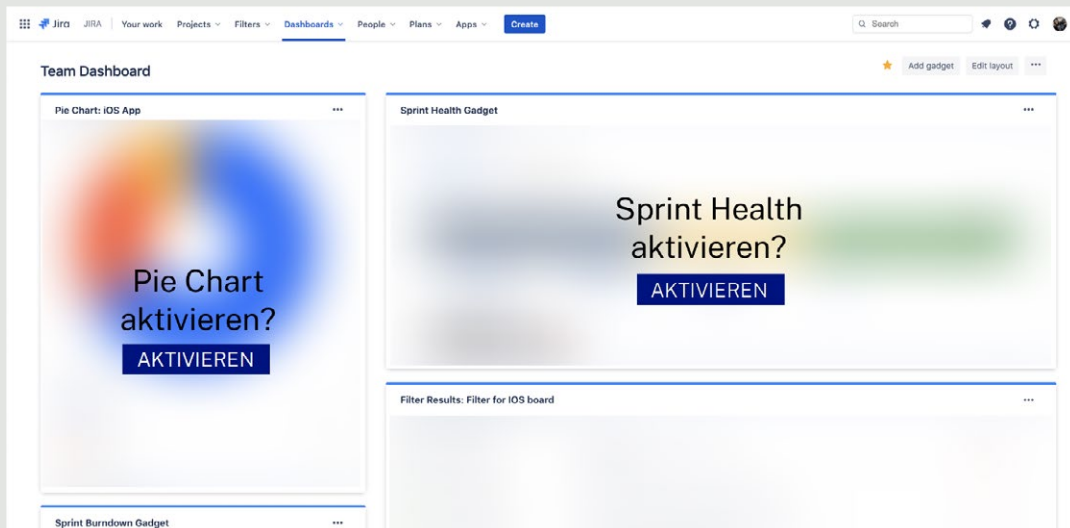 Jira JIRA Your work Projects Filters Dashboards People Plans Apps Create Search
Team Dashboard
Add gadget Edit layout
Pie Chart: iOS App
Pie Chart
aktivieren?
AKTIVIEREN
Sprint Health Gadget
Sprint Health
aktivieren?
AKTIVIEREN
Filter Results: Filter for IOS board
Sprint Burndown Gadget